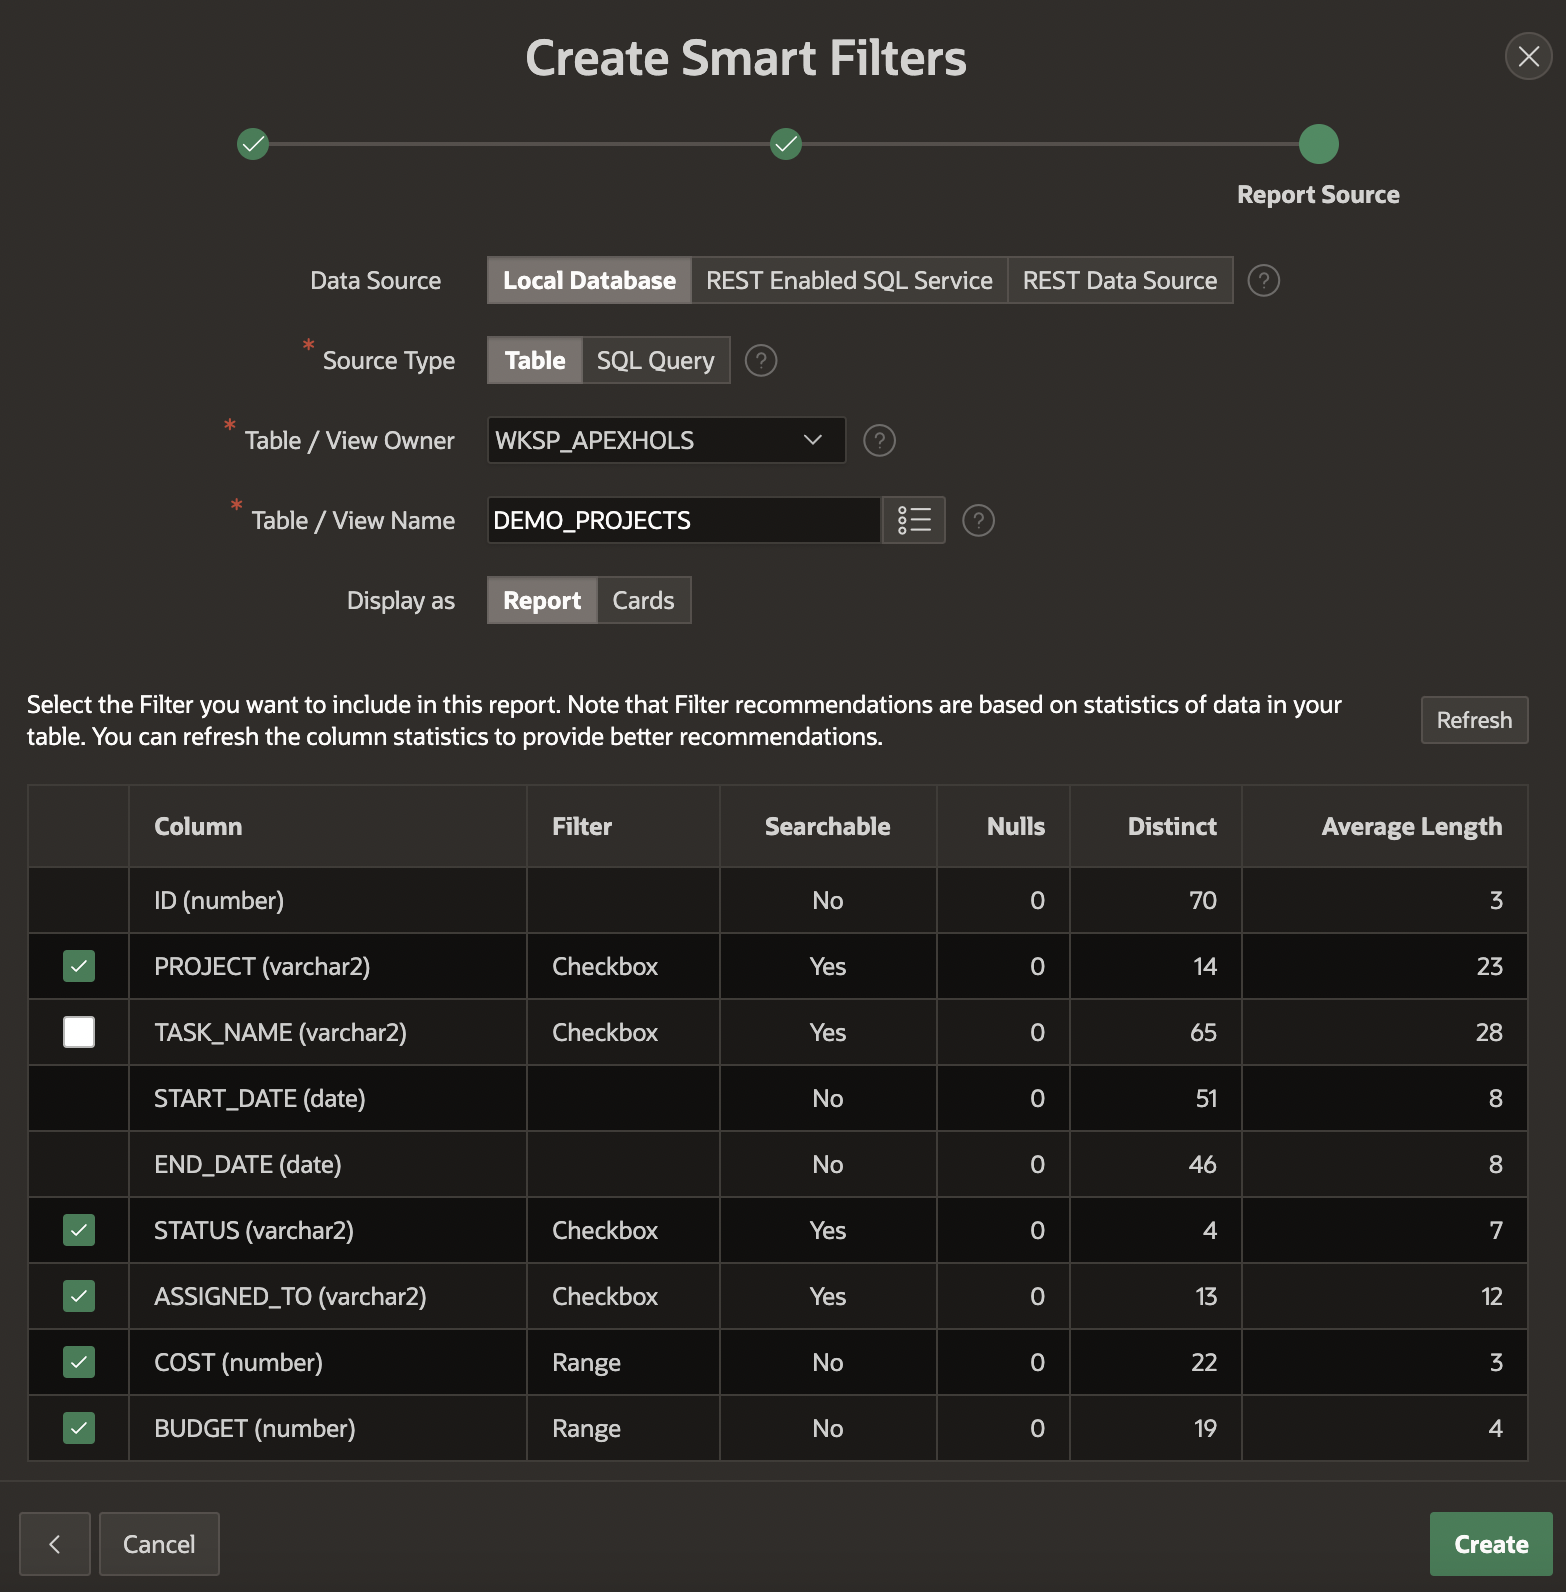 Create Smart Filters
Report Source
Data Source Local Database REST Enabled SQL Service REST Data Source ?
* Source Type Table SQL Query ?
* Table / View Owner WKSP_APEXHOLS ?
* Table / View Name DEMO_PROJECTS ?
Display as Report Cards
Select the Filter you want to include in this report. Note that Filter recommendations are based on statistics of data in your
table. You can refresh the column statistics to provide better recommendations.
Refresh
Column Filter Searchable Nulls Distinct Average Length
ID (number) No 0 70 3
PROJECT (varchar2) Checkbox Yes 0 14 23
TASK_NAME (varchar2) Checkbox Yes 0 65 28
START_DATE (date) No 0 51 8
END_DATE (date) No 0 46 8
STATUS (varchar2) Checkbox Yes 0 4 7
ASSIGNED_TO (varchar2) Checkbox Yes 0 13 12
COST (number) Range No 0 22 3
BUDGET (number) Range No 0 19 4
Cancel Create